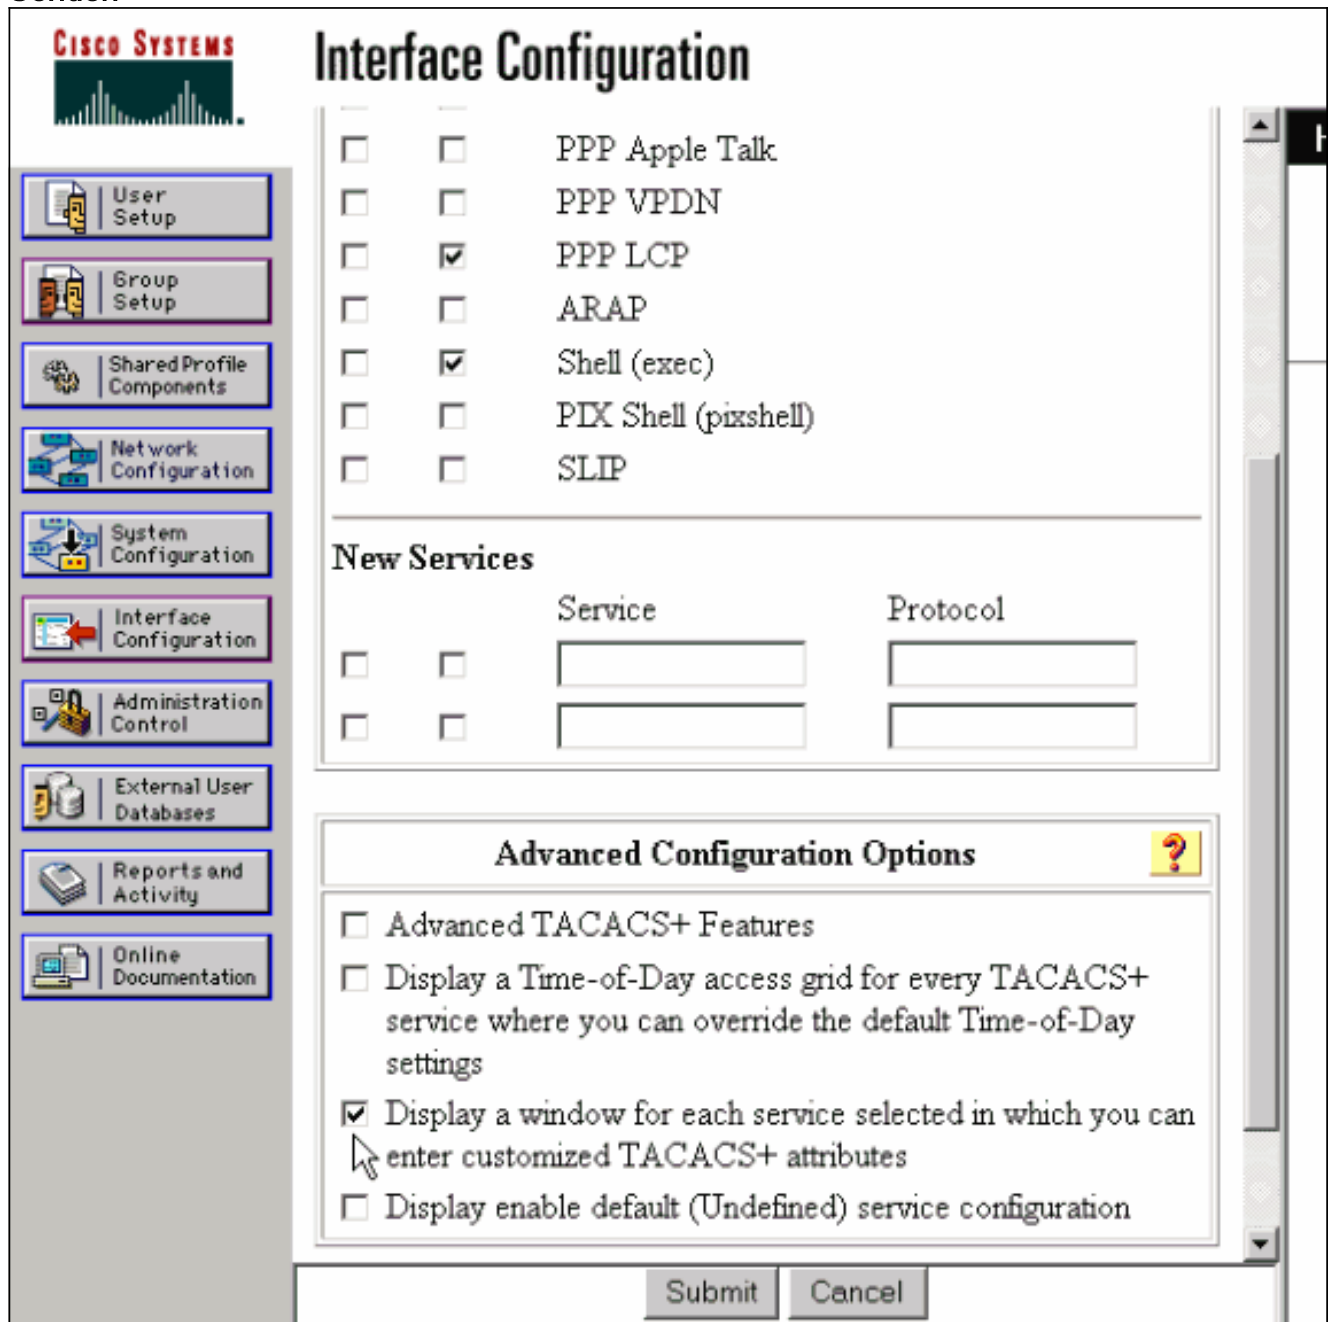 CISCO SYSTEMS
Interface Configuration
User
Setup
Group
Setup
Shared Profile
Components
Network
Configuration
System
Configuration
Interface
Configuration
Administration
Control
External User
Databases
Reports and
Activity
Online
Documentation
PPP Apple Talk
PPP VPDN
PPP LCP
ARAP
Shell (exec)
PIX Shell (pixshell)
SLIP
New Services
Service Protocol
Advanced Configuration Options
?
Advanced TACACS+ Features
Display a Time-of-Day access grid for every TACACS+
service where you can override the default Time-of-Day
settings
Display a window for each service selected in which you can
enter customized TACACS+ attributes
Display enable default (Undefined) service configuration
Submit Cancel